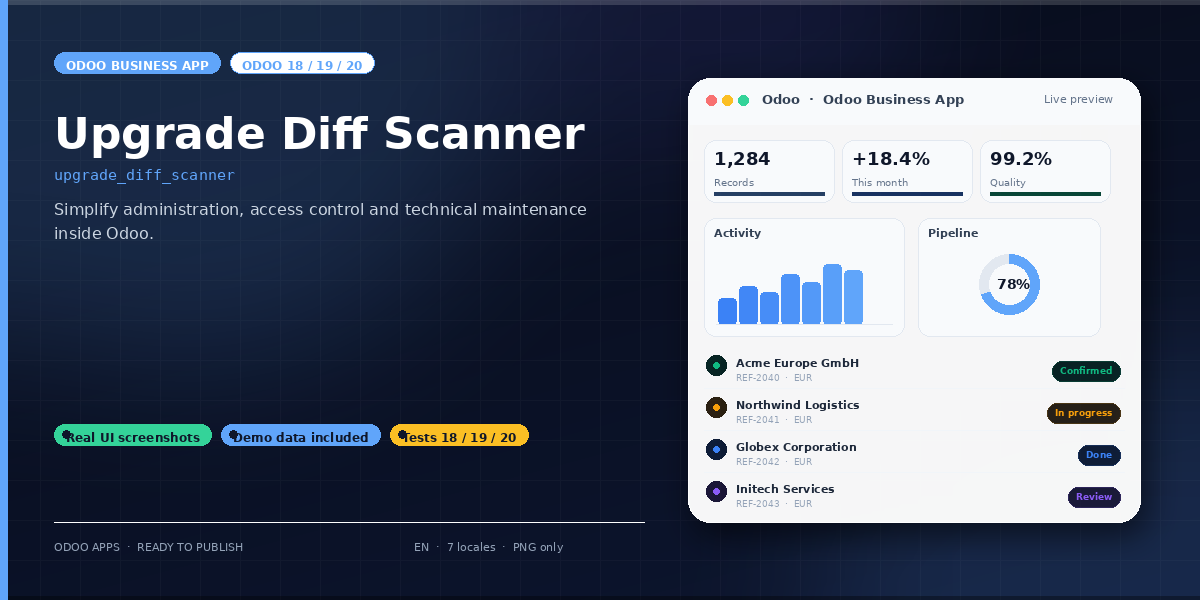 ODOO BUSINESS APP
ODOO 18 / 19 / 20
Upgrade Diff Scanner
upgrade_diff_scanner
Simplify administration, access control and technical maintenance
inside Odoo.
Real UI screenshots
Demo data included
Tests 18 / 19 / 20
ODOO APPS · READY TO PUBLISH
EN · 7 locales · PNG only
Odoo · Odoo Business App
Live preview
1,284
Records
+18.4%
This month
99.2%
Quality
Activity
Pipeline
78%
Acme Europe GmbH
REF-2040 · EUR
Confirmed
Northwind Logistics
REF-2041 · EUR
In progress
Globex Corporation
REF-2042 · EUR
Done
Initech Services
REF-2043 · EUR
Review